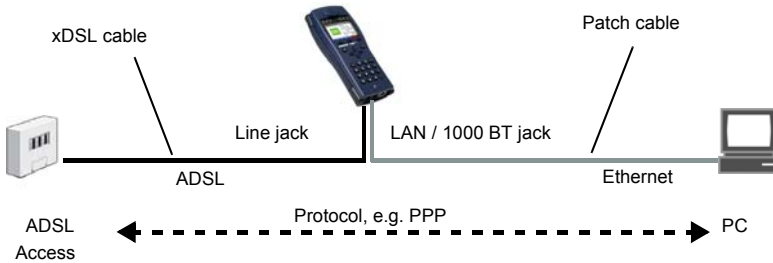 xDSL cable
Patch cable
Line jack
LAN / 1000 BT jack
ADSL
Ethernet
Protocol, e.g. PPP
ADSL
Access
PC